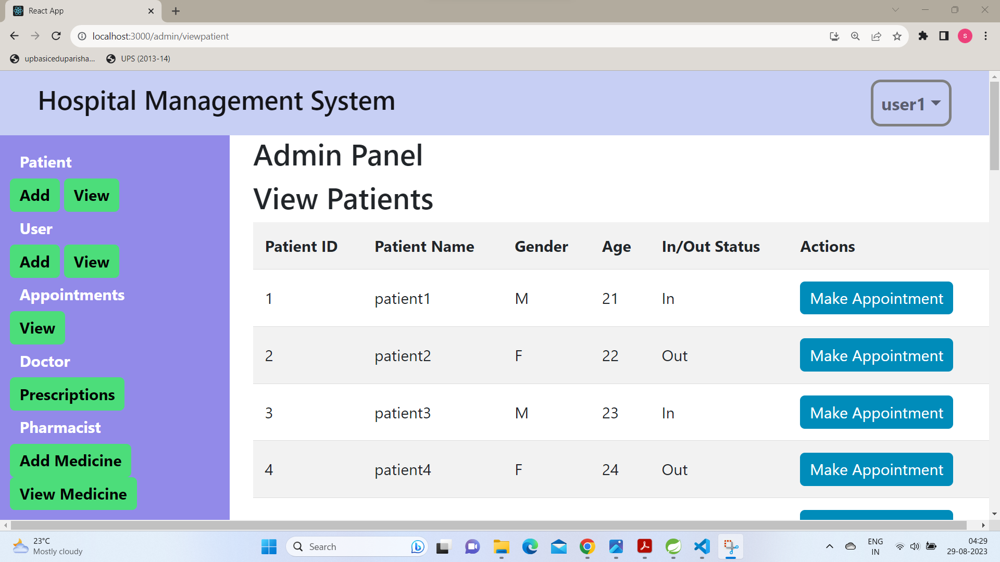 React App
localhost:3000/admin/viewpatient
S
upbasiceduparisha...
UPS (2013-14)
Hospital Management System
user1
Patient
Add View
User
Add View
Appointments
View
Doctor
Prescriptions
Pharmacist
Add Medicine
View Medicine
Admin Panel
View Patients
Patient ID Patient Name Gender Age In/Out Status Actions
1 patient1 M 21 In Make Appointment
2 patient2 F 22 Out Make Appointment
3 patient3 M 23 In Make Appointment
4 patient4 F 24 Out Make Appointment
23°C
Mostly cloudy
Search
ENG
IN
04:29
29-08-2023